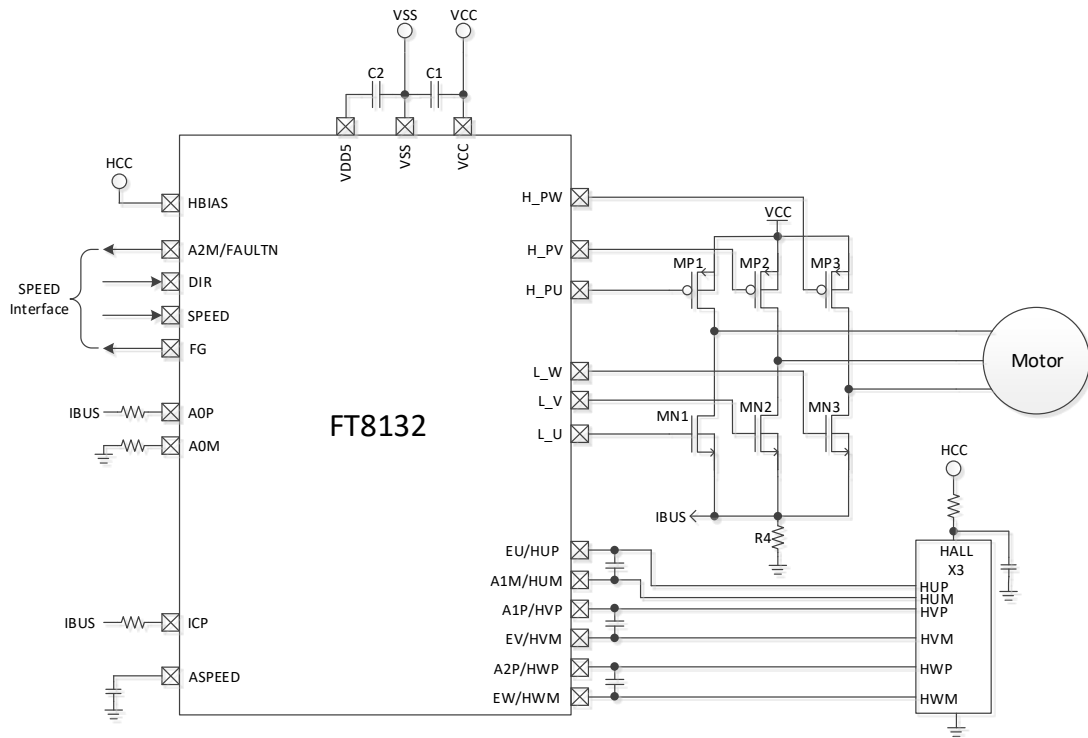 VSS
VCC
C2
C1
VDD5
VSS
VCC
HCC
HBIAS
A2M/FAULTN
DIR
SPEED
Interface
SPEED
FG
IBUS
A0P
A0M
FT8132
IBUS
ICP
ASPEED
H_PW
H_PV
H_PU
L_W
L_V
L_U
VCC
MP1
MP2
MP3
MN1
MN2
MN3
Motor
IBUS
R4
HCC
EU/HUP
A1M/HUM
A1P/HVP
EV/HVM
A2P/HWP
EW/HWM
HALL
X3
HUP
HUM
HVP
HVM
HWP
HWM